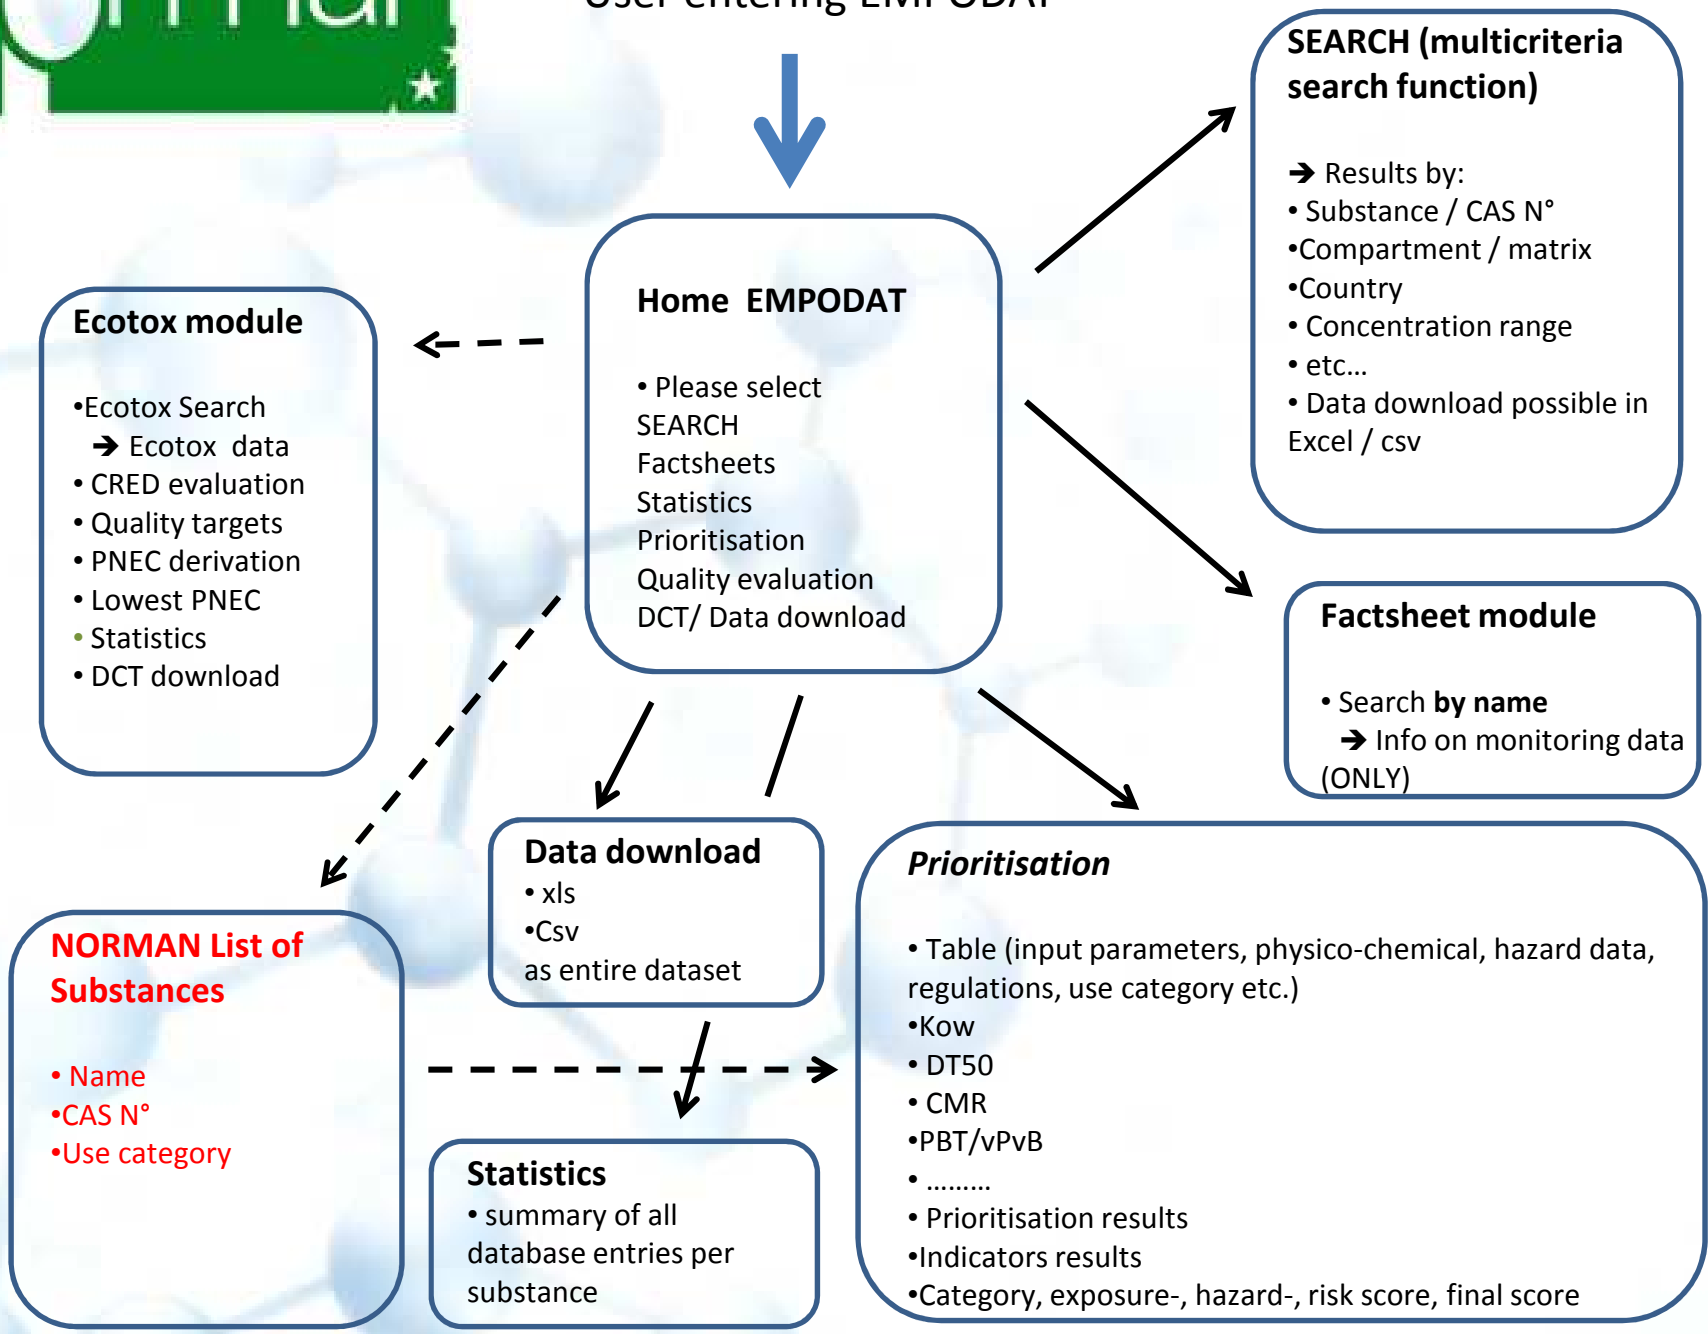 User entering EMPODAT
SEARCH (multicriteria
search function)
➔ Results by:
• Substance / CAS N°
•Compartment / matrix
•Country
• Concentration range
• etc…
• Data download possible in
Excel / csv
Home EMPODAT
• Please select
SEARCH
Factsheets
Statistics
Prioritisation
Quality evaluation
DCT/ Data download
Ecotox module
•Ecotox Search
➔ Ecotox data
• CRED evaluation
• Quality targets
• PNEC derivation
• Lowest PNEC
• Statistics
• DCT download
Factsheet module
• Search by name
➔ Info on monitoring data
(ONLY)
Data download
• xls
•Csv
as entire dataset
Prioritisation
• Table (input parameters, physico-chemical, hazard data,
regulations, use category etc.)
•Kow
• DT50
• CMR
•PBT/vPvB
• ………
• Prioritisation results
•Indicators results
•Category, exposure-, hazard-, risk score, final score
NORMAN List of
Substances
• Name
•CAS N°
•Use category
Statistics
• summary of all
database entries per
substance